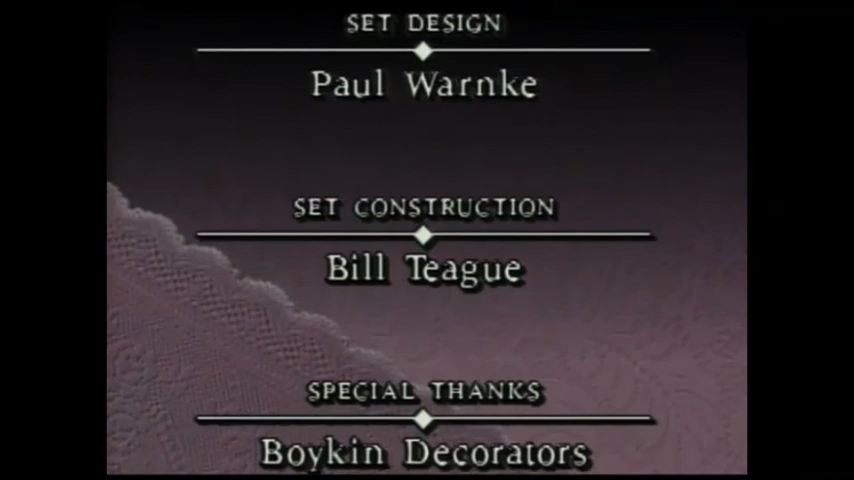 SET DESIGN
Paul Warnke
SET CONSTRUCTION
Bill Teague
SPECIAL THANKS
Boykin Decorators